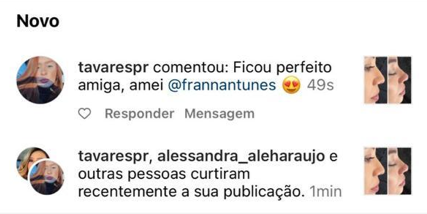 Novo
tavarespr comentou: Ficou perfeito
amiga, amei @frannantunes 😍 49s
Responder Mensagem
tavarespr, alessandra_aleharaujo e
outras pessoas curtiram
recentemente a sua publicação. 1min